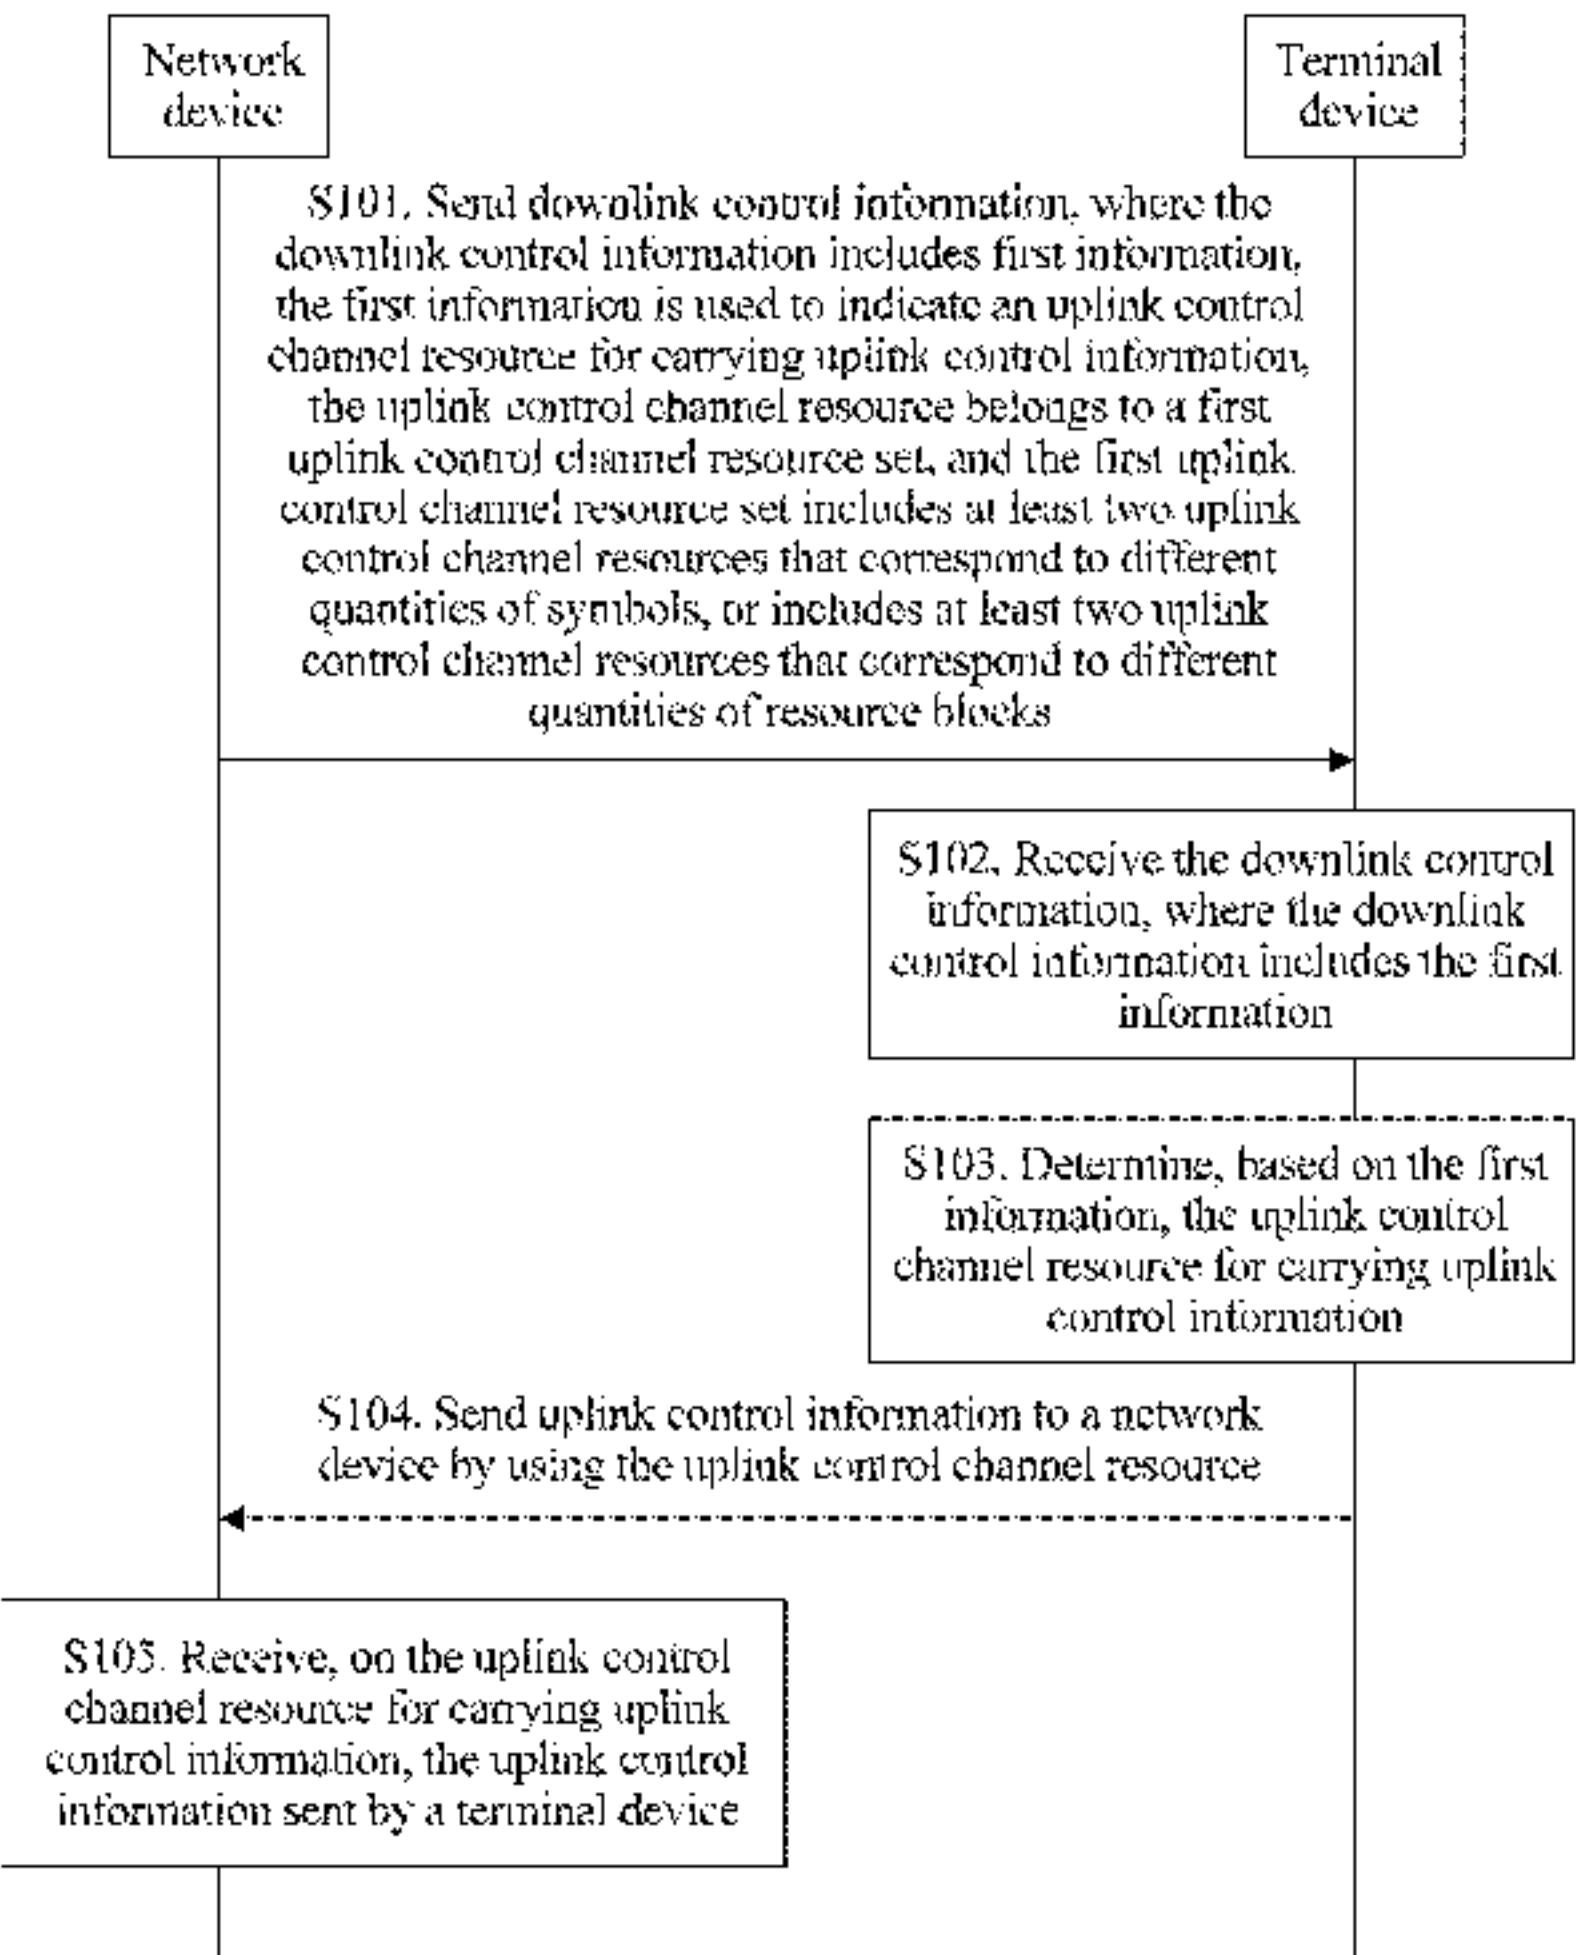 Network
device
Terminal
device
S101. Send downlink control information, where the
downlink control information includes first information,
the first information is used to indicate an uplink control
channel resource for carrying uplink control information,
the uplink control channel resource belongs to a first
uplink control channel resource set, and the first uplink
control channel resource set includes at least two uplink
control channel resources that correspond to different
quantities of symbols, or includes at least two uplink
control channel resources that correspond to different
quantities of resource blocks
S102. Receive the downlink control
information, where the downlink
control information includes the first
information
S103. Determine, based on the first
information, the uplink control
channel resource for carrying uplink
control information
S104. Send uplink control information to a network
device by using the uplink control channel resource
S105. Receive, on the uplink control
channel resource for carrying uplink
control information, the uplink control
information sent by a terminal device